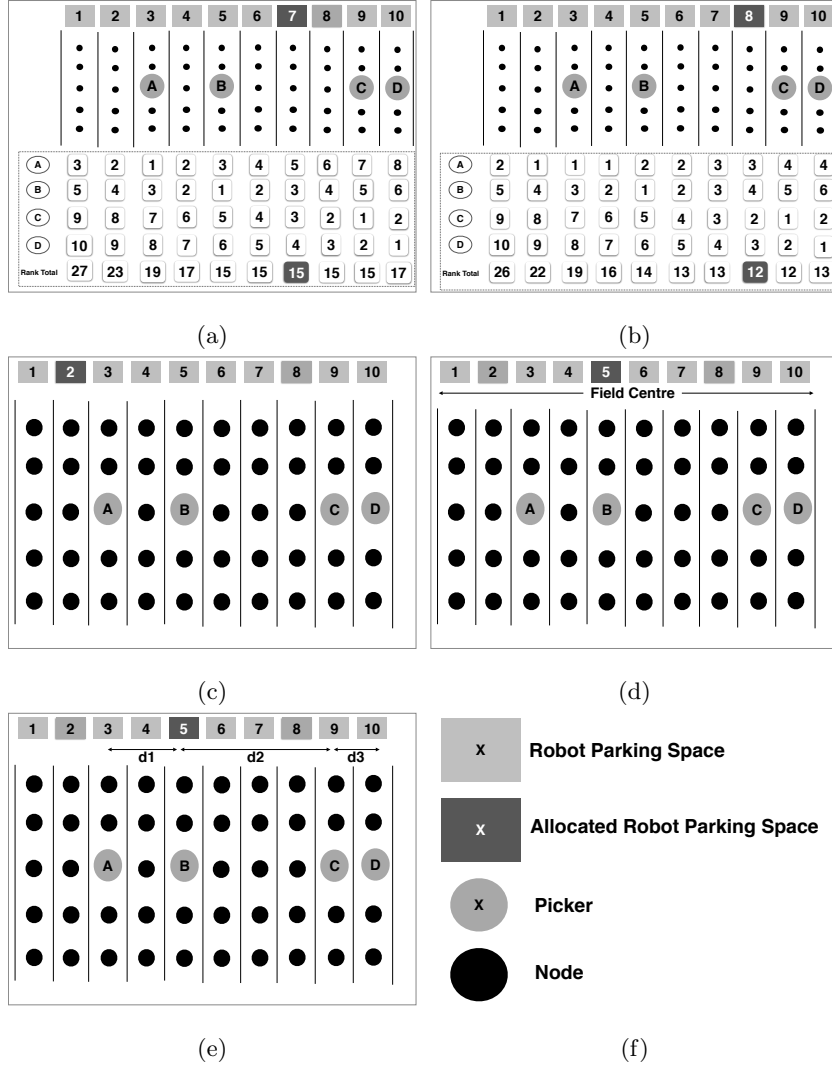 1 2 3 4 5 6 7 8 9 10
A B C D
A 3 2 1 2 3 4 5 6 7 8
B 5 4 3 2 1 2 3 4 5 6
C 9 8 7 6 5 4 3 2 1 2
D 10 9 8 7 6 5 4 3 2 1
Rank Total 27 23 19 17 15 15 15 15 15 17
(a)
1 2 3 4 5 6 7 8 9 10
A B C D
A 2 1 1 1 2 2 3 3 4 4
B 5 4 3 2 1 2 3 4 5 6
C 9 8 7 6 5 4 3 2 1 2
D 10 9 8 7 6 5 4 3 2 1
Rank Total 26 22 19 16 14 13 13 12 12 13
(b)
1 2 3 4 5 6 7 8 9 10
A B C D
(c)
1 2 3 4 5 6 7 8 9 10
Field Centre
A B C D
(d)
1 2 3 4 5 6 7 8 9 10
d1 d2 d3
A B C D
(e)
X Robot Parking Space
X Allocated Robot Parking Space
X Picker
Node
(f)